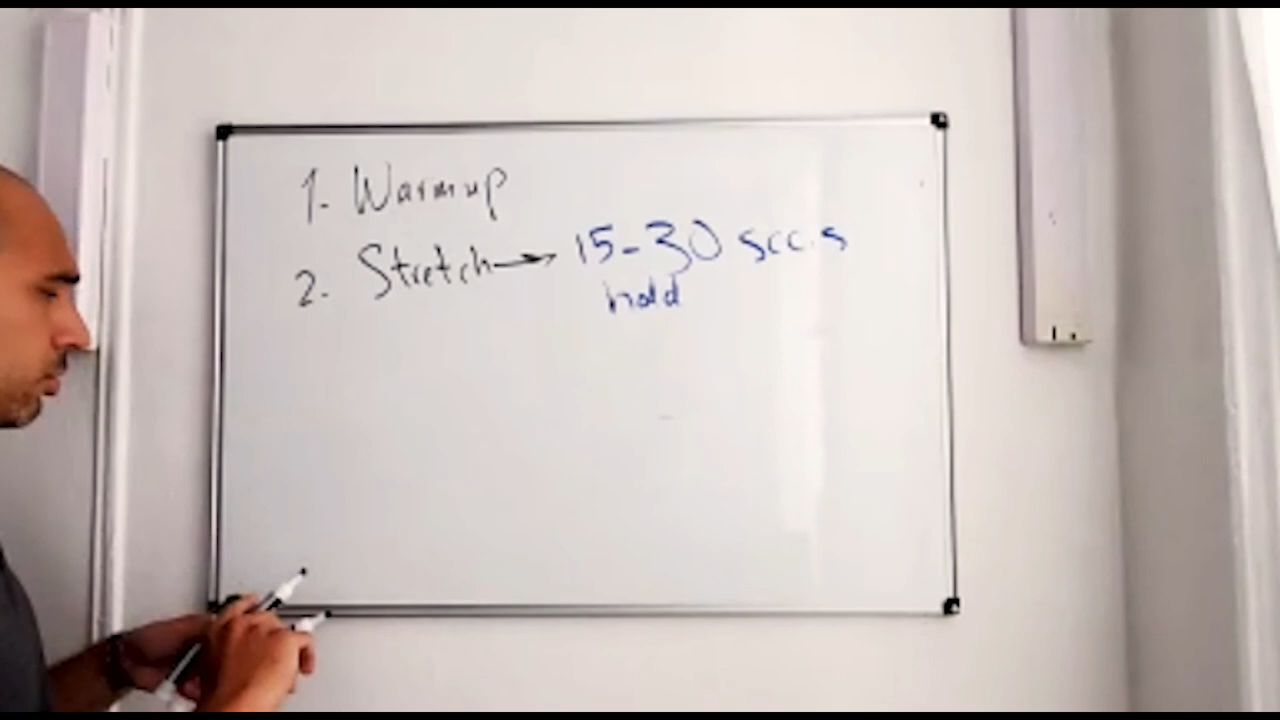 1. Warmup
2. Stretch → 15-30 secs
hold